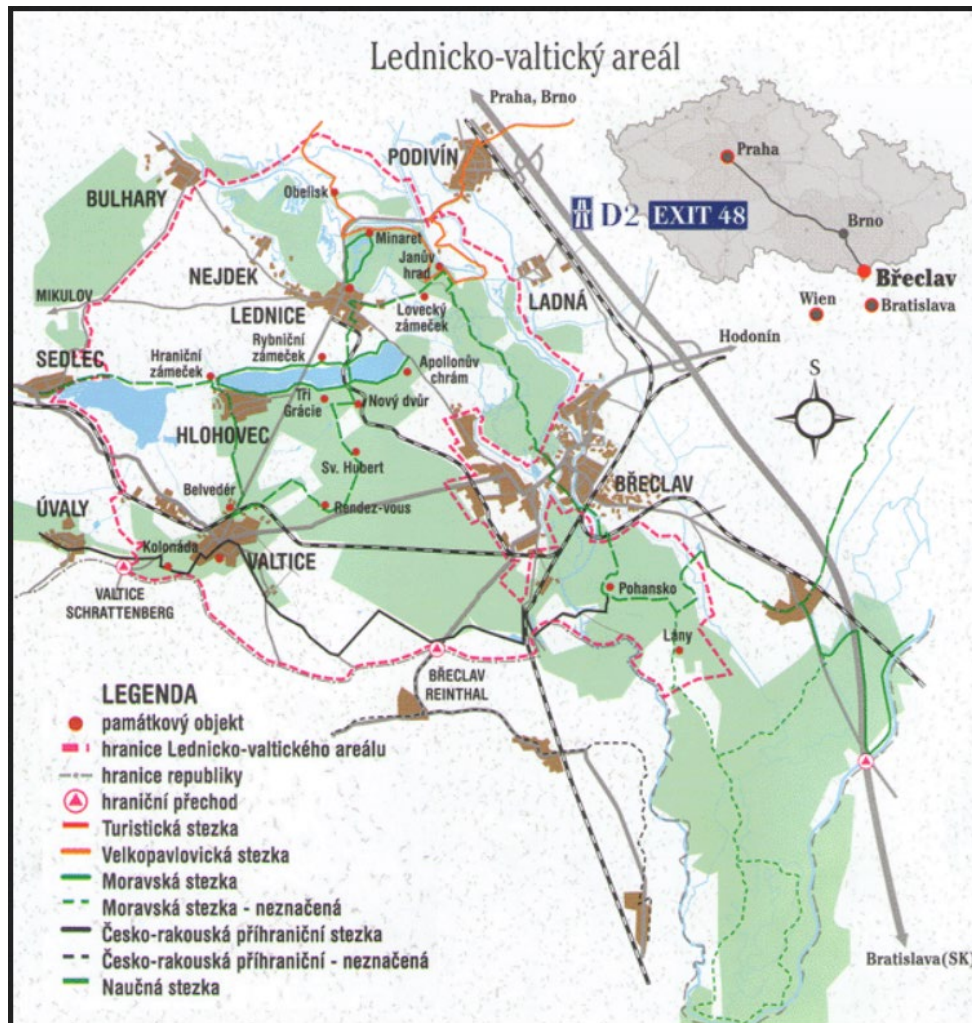 Lednicko-valtický areál
Praha, Brno
PODIVÍN
Praha
BULHARY
Obelisk
D2 EXIT 48
Brno
Minaret
Břeclav
NEJDEK
Janův
hrad
Wien
Bratislava
MIKULOV
LEDNICE
Lovecký
zámeček
LADNÁ
Hodonín
Rybniční
zámeček
SEDLEC
Hraniční
zámeček
Apollonův
chrám
S
Tři
Grácie
Nový dvůr
HLOHOVEC
Sv. Hubert
BŘECLAV
Belvedér
Rendez-vous
ÚVALY
Kolonáda
VALTICE
VALTICE
SCHRATTENBERG
Pohansko
Lány
BŘECLAV
REINTHAL
LEGENDA
památkový objekt
hranice Lednicko-valtického areálu
hranice republiky
hraniční přechod
Turistická stezka
Velkopavlovická stezka
Moravská stezka
Moravská stezka - neznačená
Česko-rakouská příhraniční stezka
Česko-rakouská příhraniční - neznačená
Naučná stezka
Bratislava(SK)